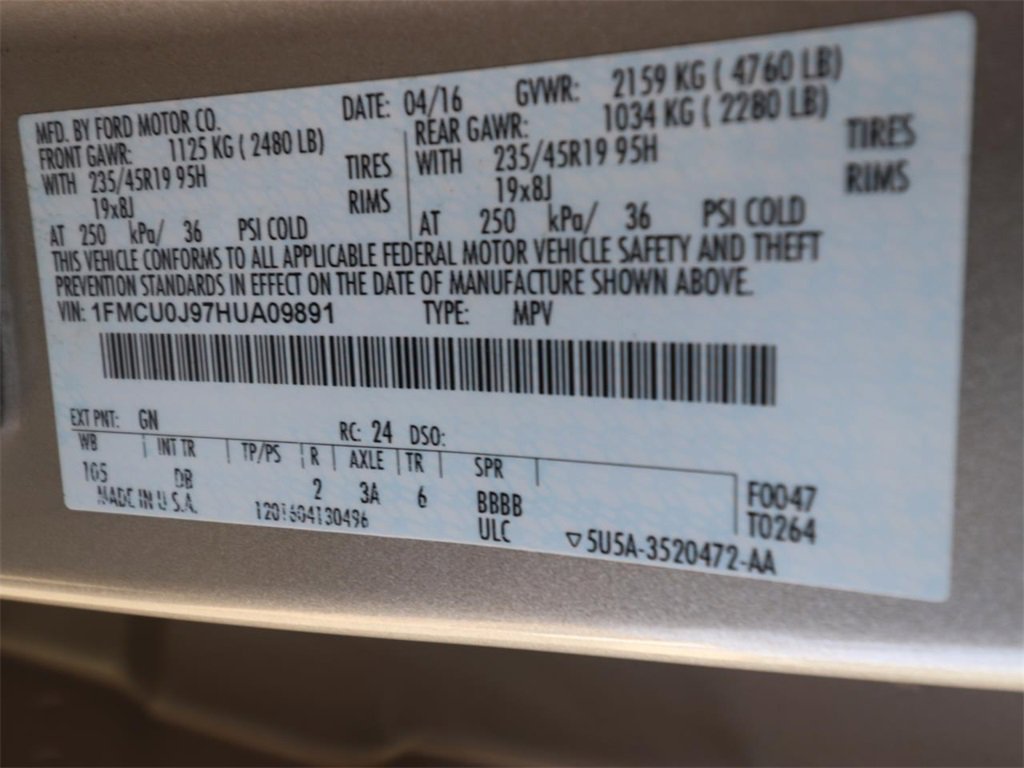 MFD. BY FORD MOTOR CO. DATE: 04/16 GVWR: 2159 KG ( 4760 LB)
FRONT GAWR: 1125 KG ( 2480 LB) REAR GAWR: 1034 KG ( 2280 LB)
WITH 235/45R19 95H TIRES WITH 235/45R19 95H TIRES
19x8J RIMS 19x8J RIMS
AT 250 kPa/ 36 PSI COLD AT 250 kPa/ 36 PSI COLD
THIS VEHICLE CONFORMS TO ALL APPLICABLE FEDERAL MOTOR VEHICLE SAFETY AND THEFT
PREVENTION STANDARDS IN EFFECT ON THE DATE OF MANUFACTURE SHOWN ABOVE.
VIN: 1FMCU0J97HUA09891 TYPE: MPV
EXT PNT: GN RC: 24 DSO:
WB INT TR TP/PS R AXLE TR SPR
105 DB 2 3A 6 BBBB F0047
MADE IN U.S.A. 1201604130496 ULC T0264
▽5U5A-3520472-AA